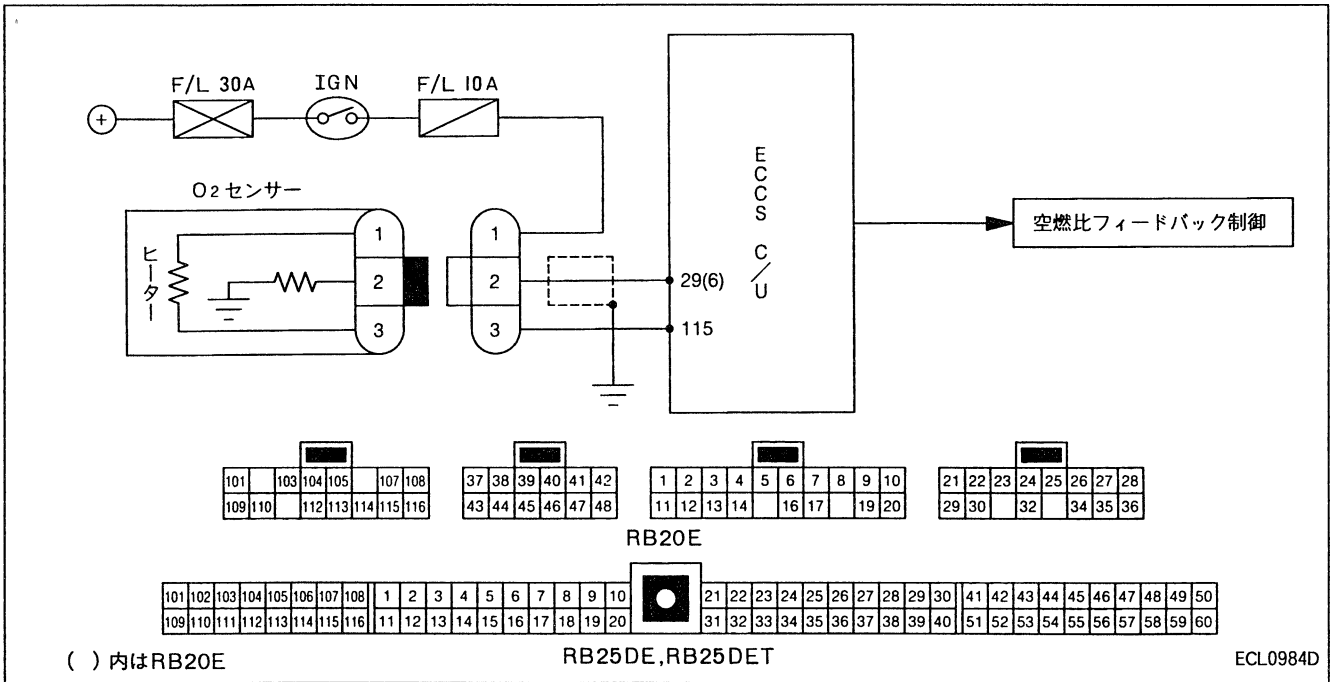 F/L 30A IGN F/L 10A
O2センサー
ヒーター
1
2
3
1
2
3
29(6)
115
ECCS C/U
空燃比フィードバック制御
101 103 104 105 107 108
109 110 112 113 114 115 116
37 38 39 40 41 42
43 44 45 46 47 48
1 2 3 4 5 6 7 8 9 10
11 12 13 14 16 17 19 20
21 22 23 24 25 26 27 28
29 30 32 34 35 36
RB20E
101 102 103 104 105 106 107 108 1 2 3 4 5 6 7 8 9 10 21 22 23 24 25 26 27 28 29 30 41 42 43 44 45 46 47 48 49 50
109 110 111 112 113 114 115 116 11 12 13 14 15 16 17 18 19 20 31 32 33 34 35 36 37 38 39 40 51 52 53 54 55 56 57 58 59 60
( )内はRB20E
RB25DE,RB25DET
ECL0984D